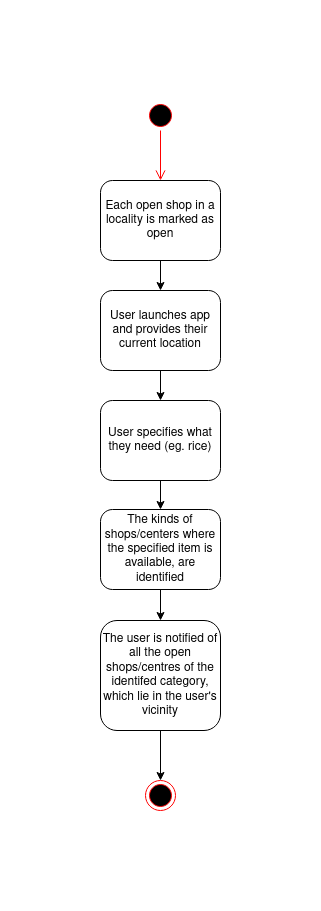 Each open shop in a
locality is marked as
open
User launches app
and provides their
current location
User specifies what
they need (eg. rice)
The kinds of
shops/centers where
the specified item is
available, are
identified
The user is notified of
all the open
shops/centres of the
identifed category,
which lie in the user's
vicinity